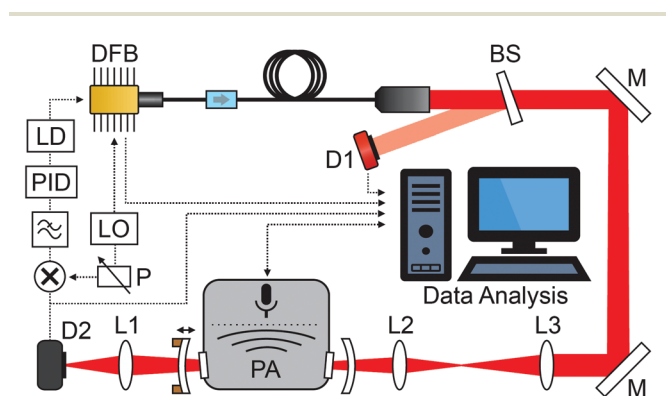 DFB
BS
M
LD
D1
PID
LO
P
Data Analysis
D2
L1
PA
L2
L3
M